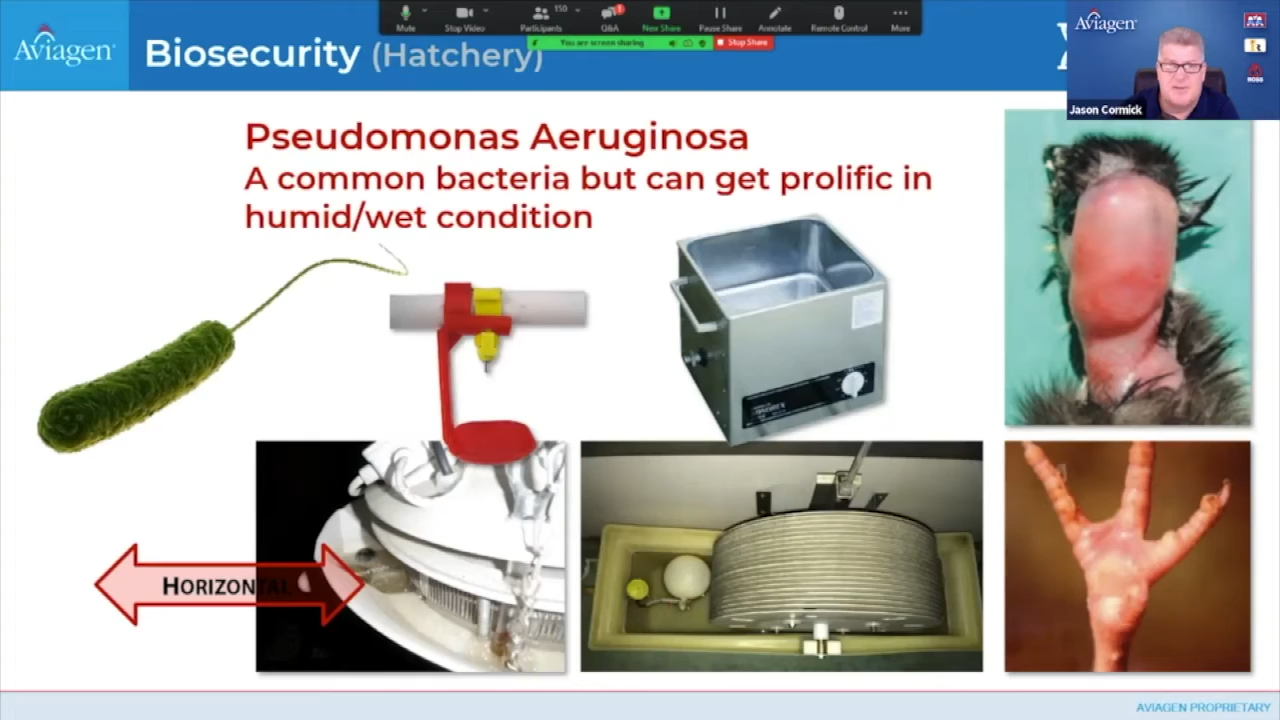 Mute
Stop Video
Participants
150
Q&A
New Share
Pause Share
Annotate
Remote Control
More
You are screen sharing
Stop Share
Aviagen
Biosecurity (Hatchery)
Aviagen
Jason Cormick
ROSS
Pseudomonas Aeruginosa
A common bacteria but can get prolific in
humid/wet condition
HORIZONTAL
AVIAGEN PROPRIETARY